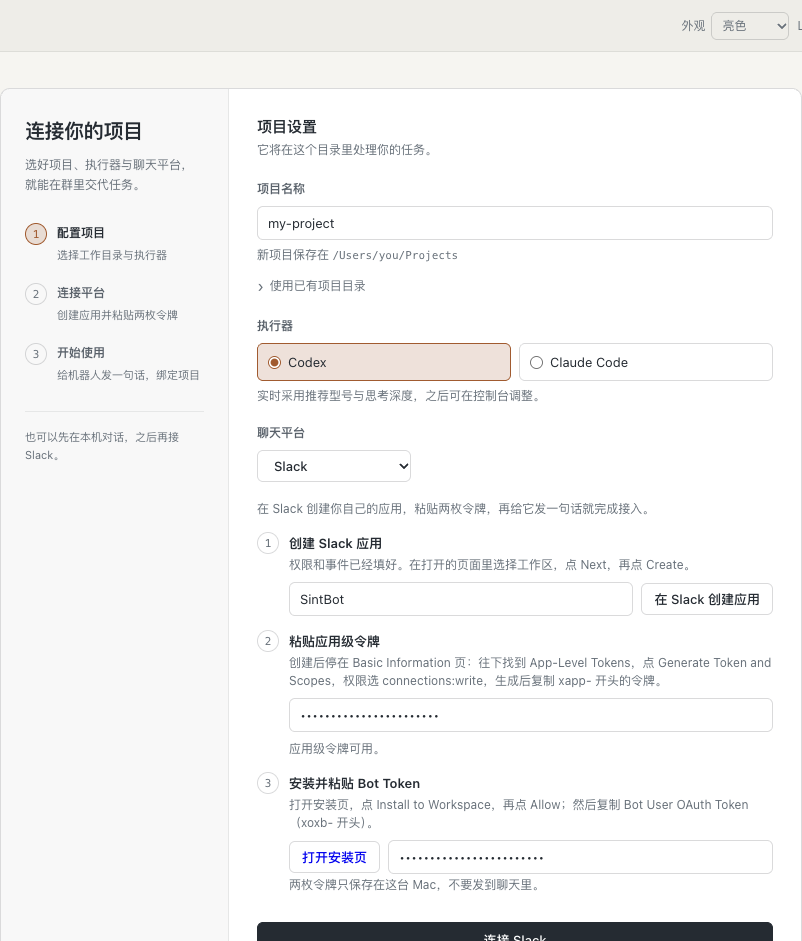 外观 亮色
连接你的项目
选好项目、执行器与聊天平台，
就能在群里交代任务。
1 配置项目
选择工作目录与执行器
2 连接平台
创建应用并粘贴两枚令牌
3 开始使用
给机器人发一句话，绑定项目
也可以先在本机对话，之后再接
Slack。
项目设置
它将在这个目录里处理你的任务。
项目名称
my-project
新项目保存在 /Users/you/Projects
› 使用已有项目目录
执行器
Codex
Claude Code
实时采用推荐型号与思考深度，之后可在控制台调整。
聊天平台
Slack
在 Slack 创建你自己的应用，粘贴两枚令牌，再给它发一句话就完成接入。
1 创建 Slack 应用
权限和事件已经填好。在打开的页面里选择工作区，点 Next，再点 Create。
SintBot
在 Slack 创建应用
2 粘贴应用级令牌
创建后停在 Basic Information 页：往下找到 App-Level Tokens，点 Generate Token and
Scopes，权限选 connections:write，生成后复制 xapp- 开头的令牌。
•••••••••••••••••••••••
应用级令牌可用。
3 安装并粘贴 Bot Token
打开安装页，点 Install to Workspace，再点 Allow；然后复制 Bot User OAuth Token
（xoxb- 开头）。
打开安装页
••••••••••••••••••••••••
两枚令牌只保存在这台 Mac，不要发到聊天里。
连接 Slack